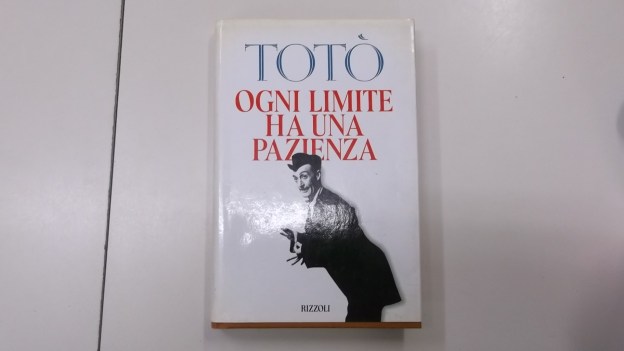 TOTÒ
OGNI LIMITE
HA UNA
PAZIENZA
RIZZOLI